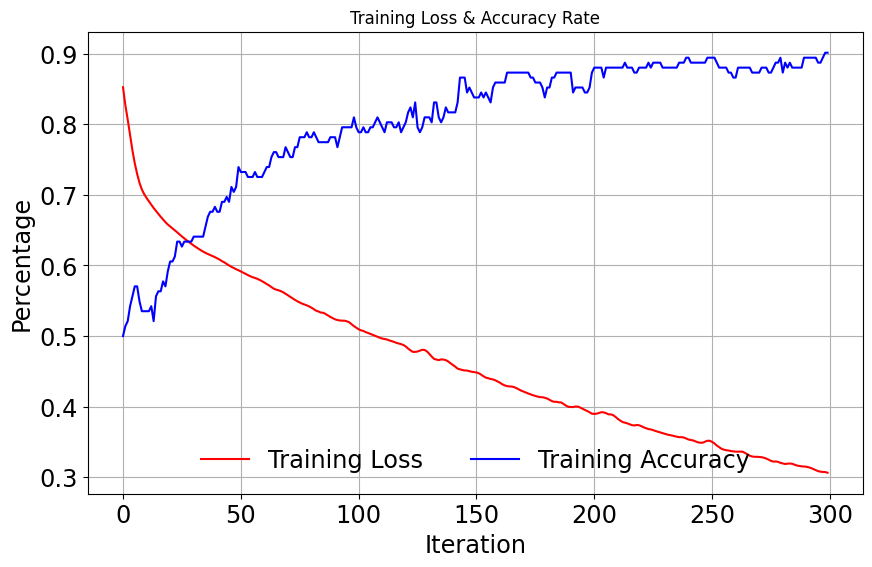 Training Loss & Accuracy Rate
Percentage
0.9
0.8
0.7
0.6
0.5
0.4
0.3
Training Loss Training Accuracy
0 50 100 150 200 250 300
Iteration